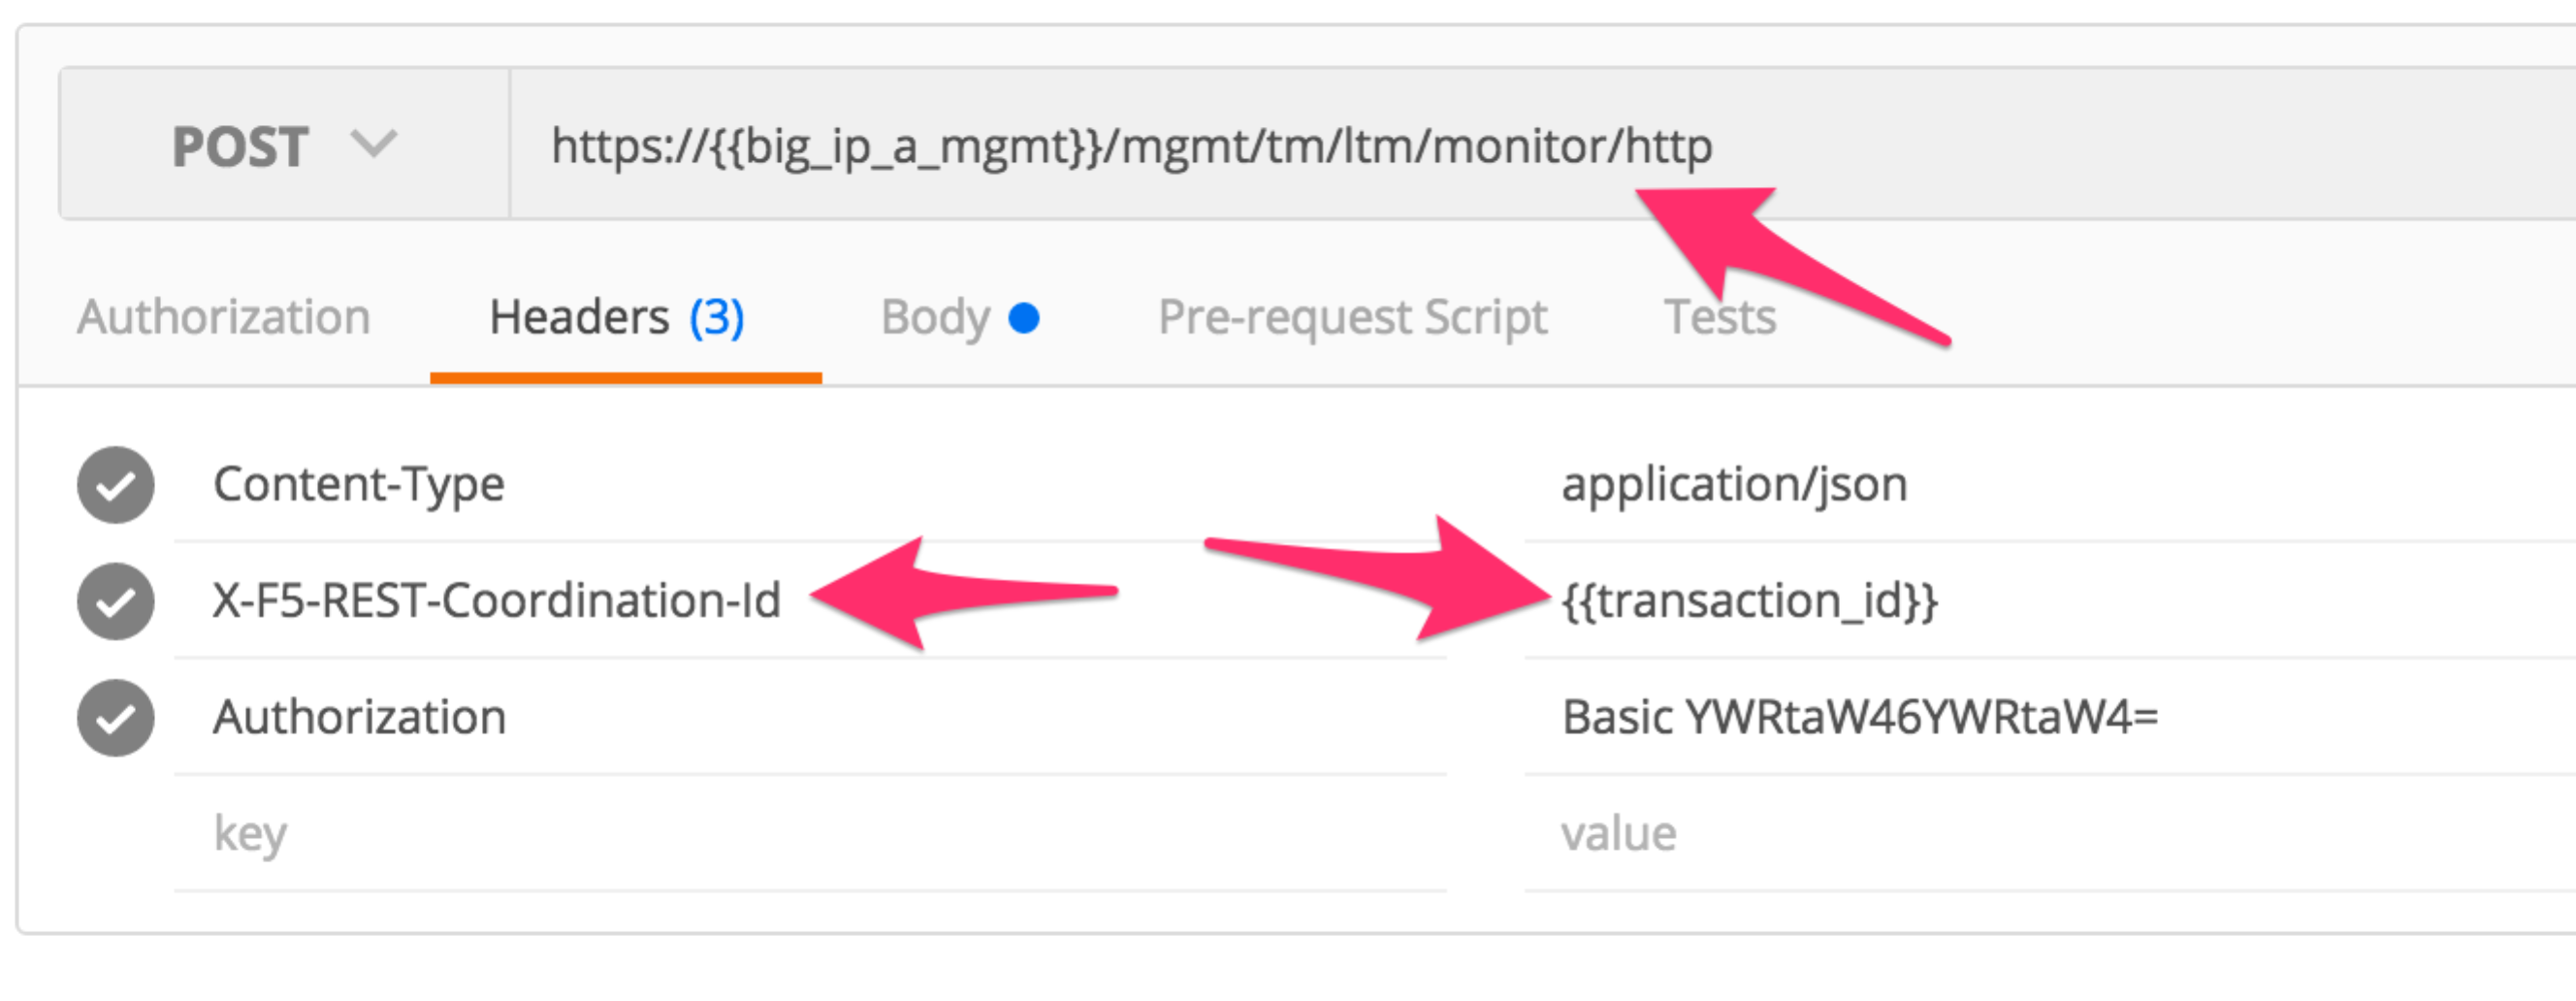 POST https://{{big_ip_a_mgmt}}/mgmt/tm/ltm/monitor/http
Authorization Headers (3) Body Pre-request Script Tests
Content-Type application/json
X-F5-REST-Coordination-Id {{transaction_id}}
Authorization Basic YWRtaW46YWRtaW4=
key value